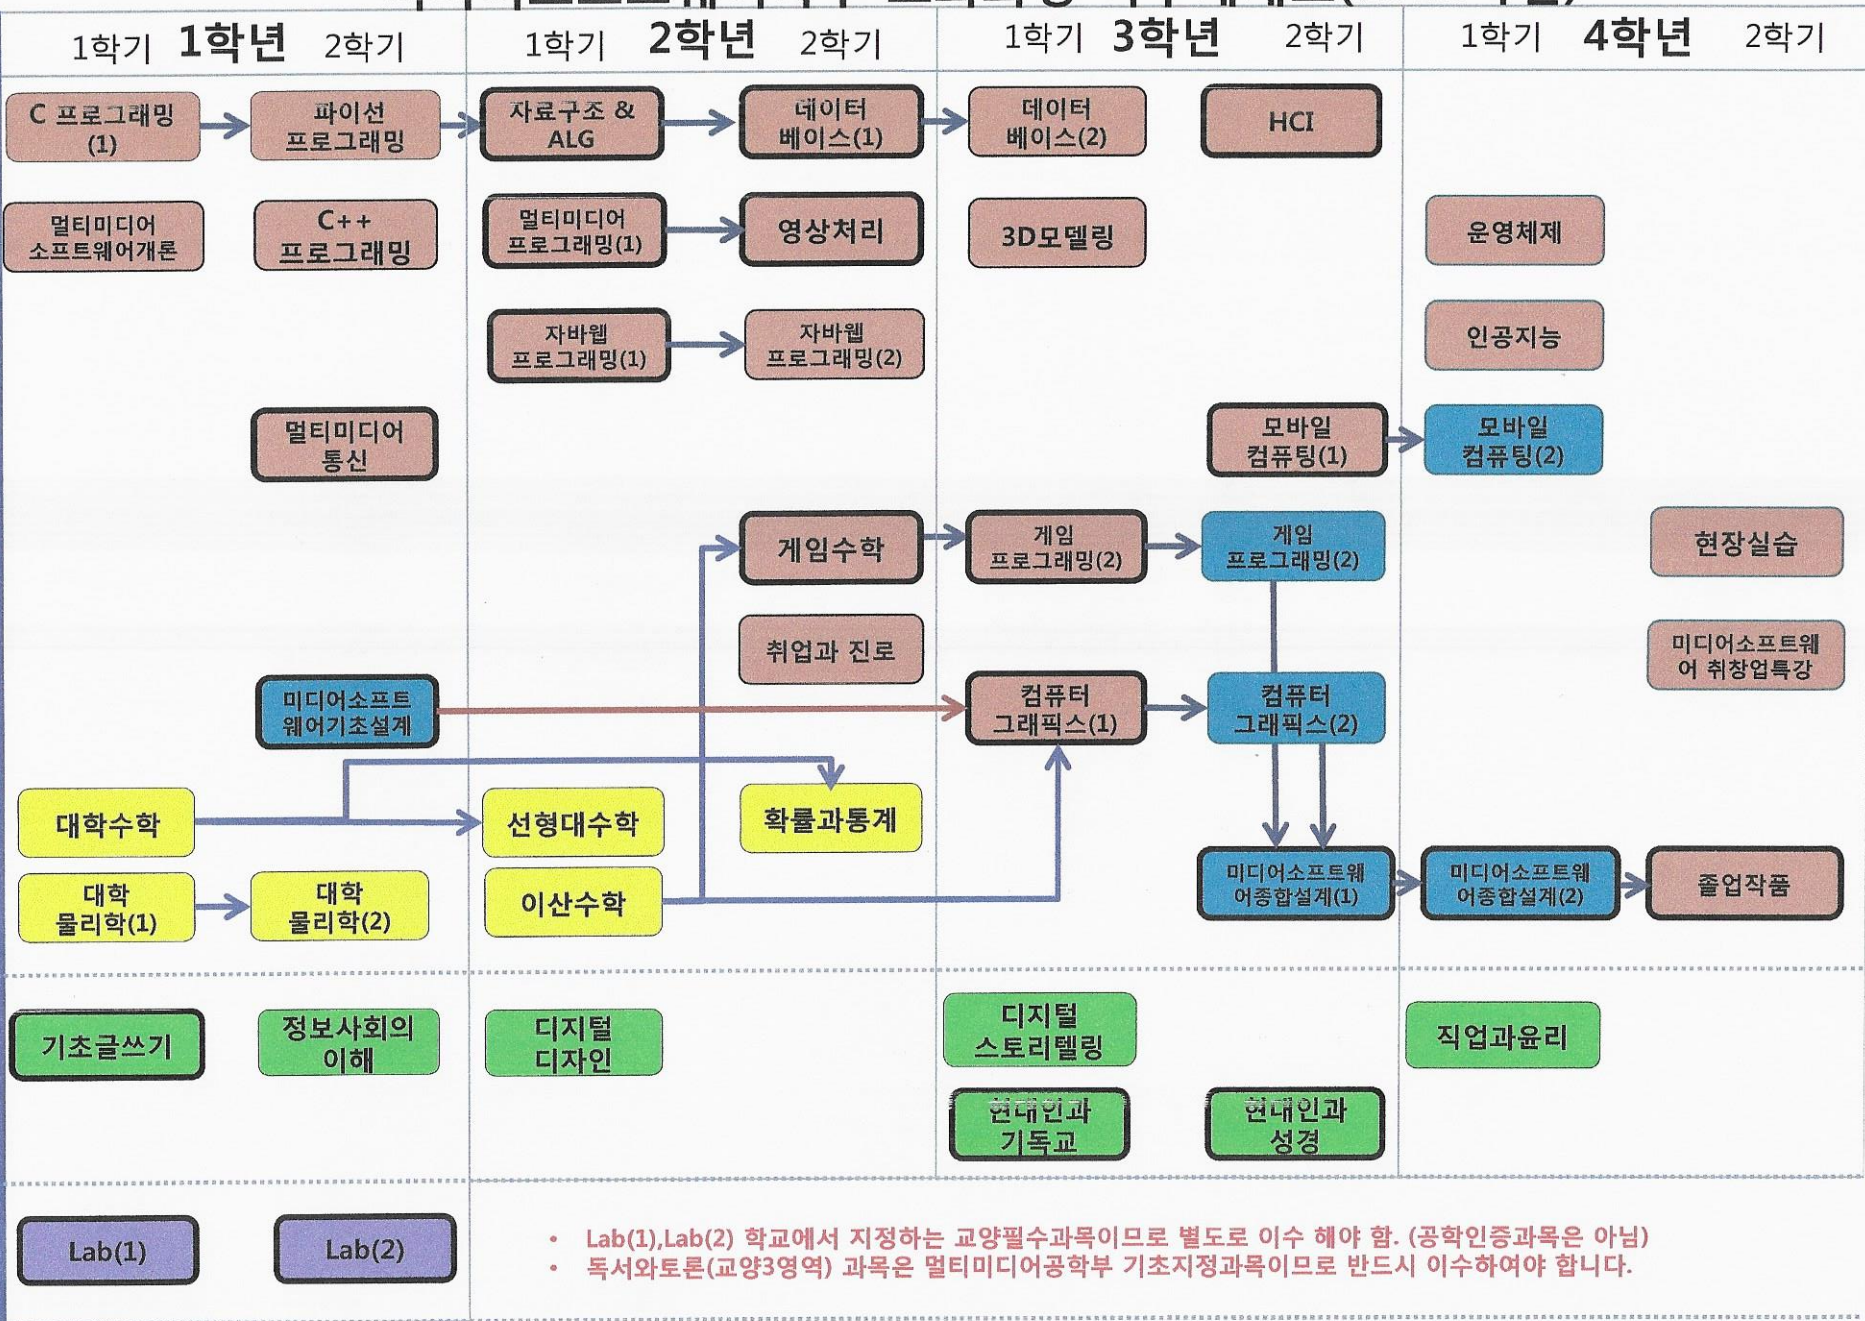 1학기 1학년 2학기 1학기 2학년 2학기 1학기 3학년 2학기 1학기 4학년 2학기
C 프로그래밍
(1)
파이선
프로그래밍
자료구조 &
ALG
데이터
베이스(1)
데이터
베이스(2)
HCI
멀티미디어
소프트웨어개론
C++
프로그래밍
멀티미디어
프로그래밍(1)
영상처리
3D모델링
운영체제
자바웹
프로그래밍(1)
자바웹
프로그래밍(2)
인공지능
멀티미디어
통신
모바일
컴퓨팅(1)
모바일
컴퓨팅(2)
게임수학
게임
프로그래밍(2)
게임
프로그래밍(2)
현장실습
취업과 진로
미디어소프트웨
어 취창업특강
미디어소프트
웨어기초설계
컴퓨터
그래픽스(1)
컴퓨터
그래픽스(2)
대학수학
선형대수학
확률과통계
대학
물리학(1)
대학
물리학(2)
이산수학
미디어소프트웨
어종합설계(1)
미디어소프트웨
어종합설계(2)
졸업작품
기초글쓰기
정보사회의
이해
디지털
디자인
디지털
스토리텔링
직업과윤리
현대인과
기독교
현대인과
성경
Lab(1)
Lab(2)
• Lab(1),Lab(2) 학교에서 지정하는 교양필수과목이므로 별도로 이수 해야 함. (공학인증과목은 아님)
• 독서와토론(교양3영역) 과목은 멀티미디어공학부 기초지정과목이므로 반드시 이수하여야 합니다.